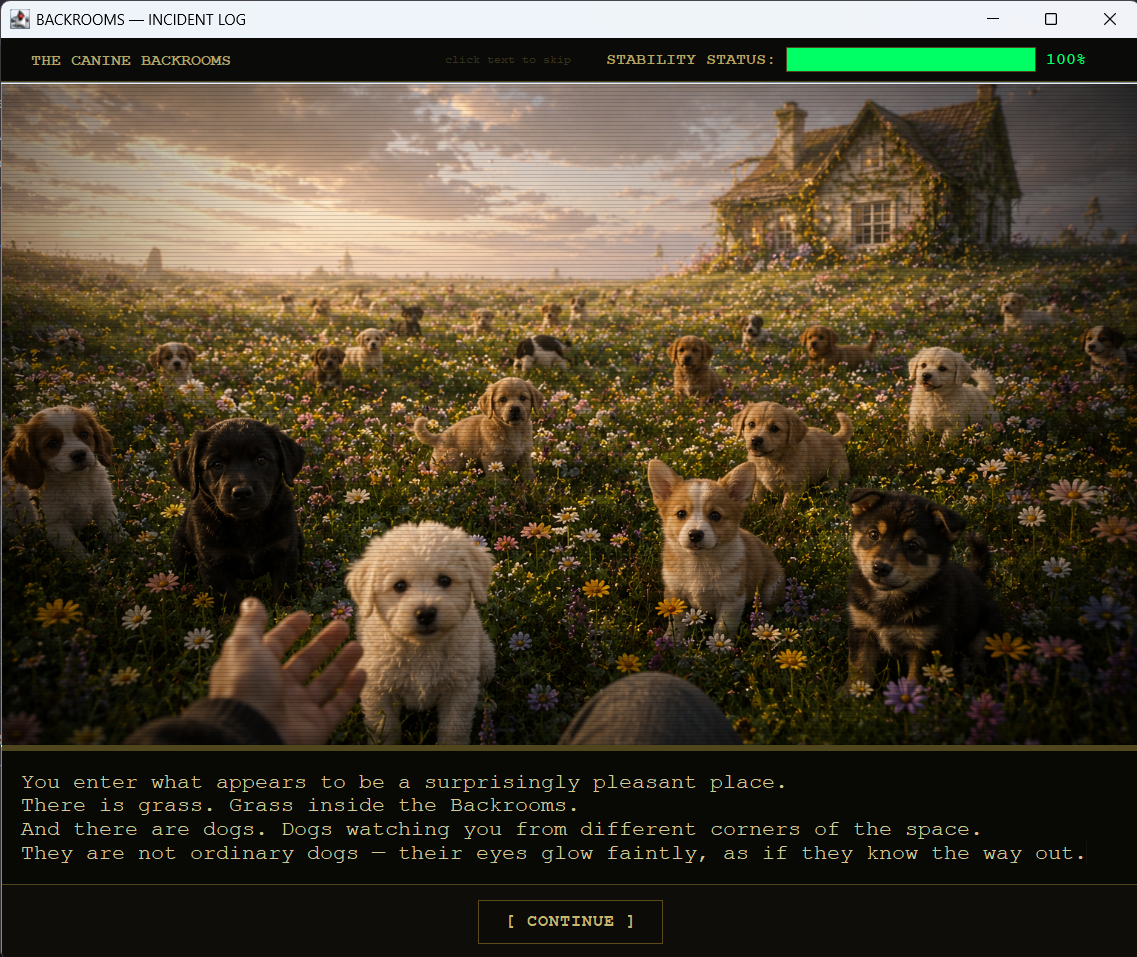 BACKROOMS — INCIDENT LOG
THE CANINE BACKROOMS
click text to skip
STABILITY STATUS:
100%
You enter what appears to be a surprisingly pleasant place.
There is grass. Grass inside the Backrooms.
And there are dogs. Dogs watching you from different corners of the space.
They are not ordinary dogs — their eyes glow faintly, as if they know the way out.
[ CONTINUE ]